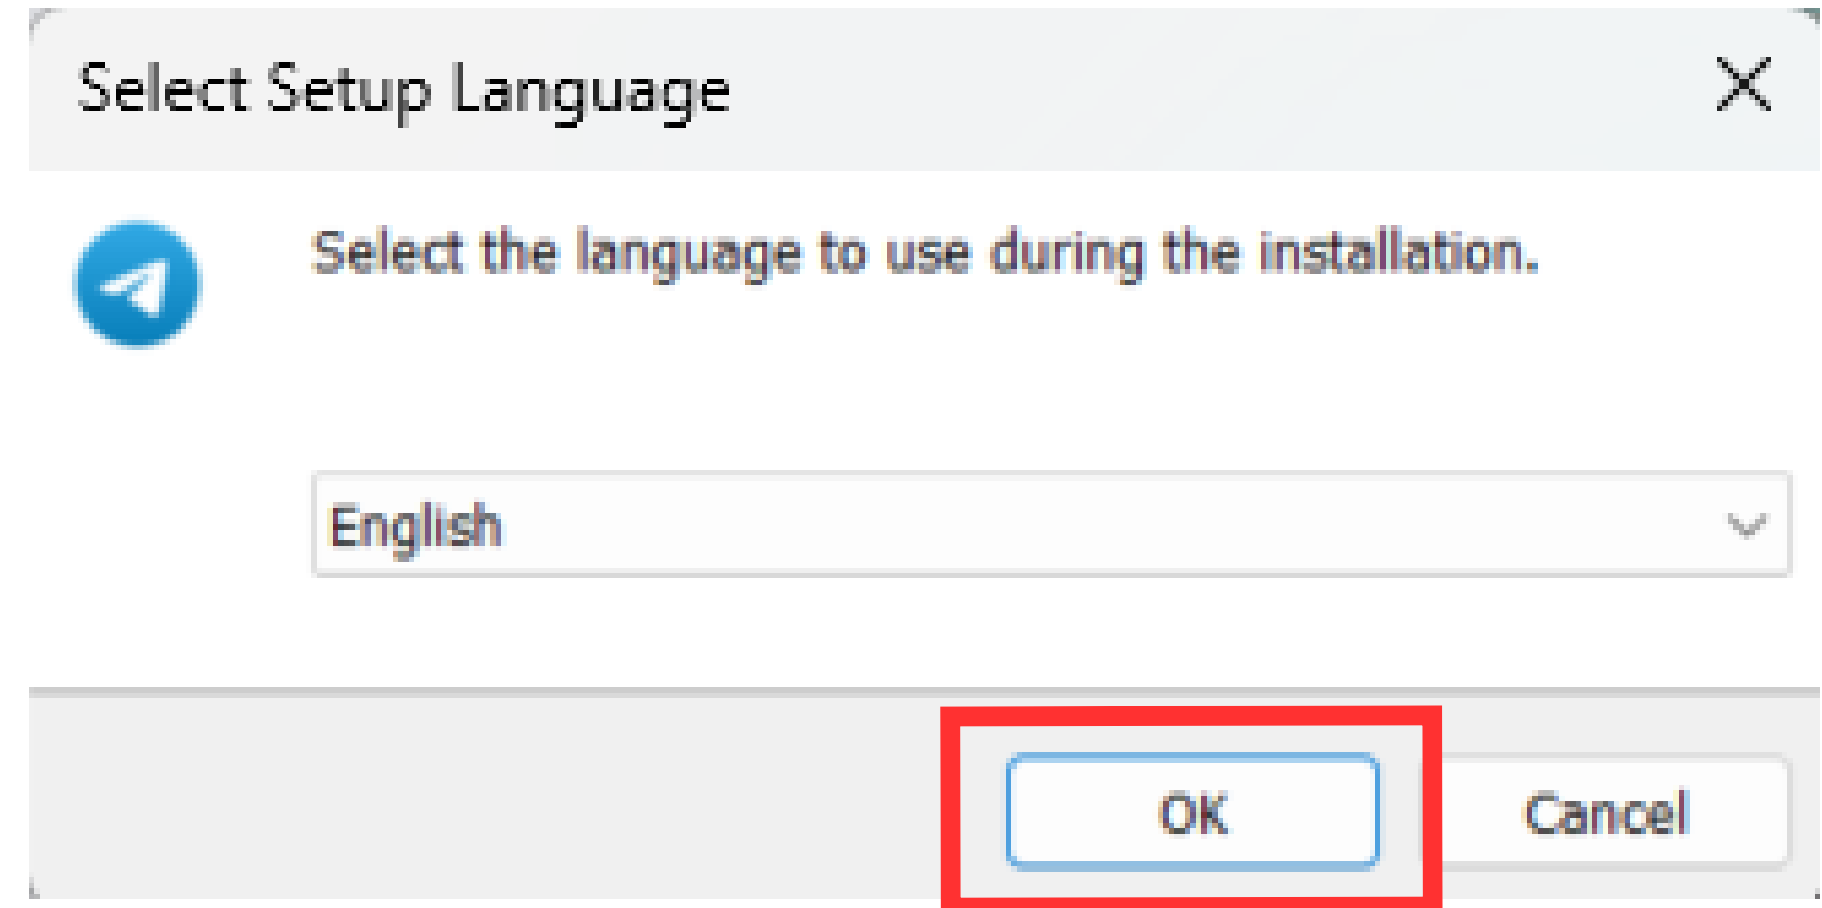 Select Setup Language
Select the language to use during the installation.
English
OK
Cancel